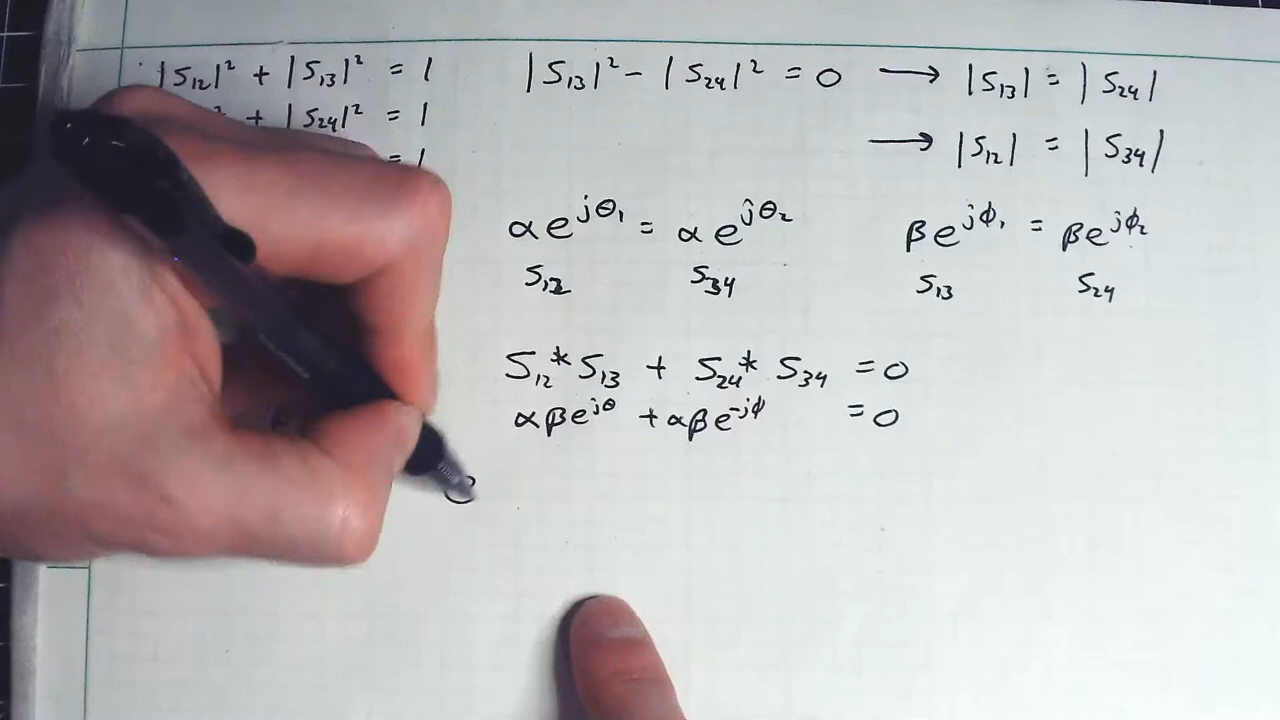 |S₁₂|² + |S₁₃|² = 1
² + |S₂₄|² = 1
= 1
|S₁₃|² − |S₂₄|² = 0 → |S₁₃| = |S₂₄|
→ |S₁₂| = |S₃₄|
αe^{jθ₁} = αe^{jθ₂}
S₁₂ S₃₄
βe^{jϕ₁} = βe^{jϕ₂}
S₁₃ S₂₄
S₁₂* S₁₃ + S₂₄* S₃₄ = 0
αβe^{jθ} + αβe^{-jϕ} = 0